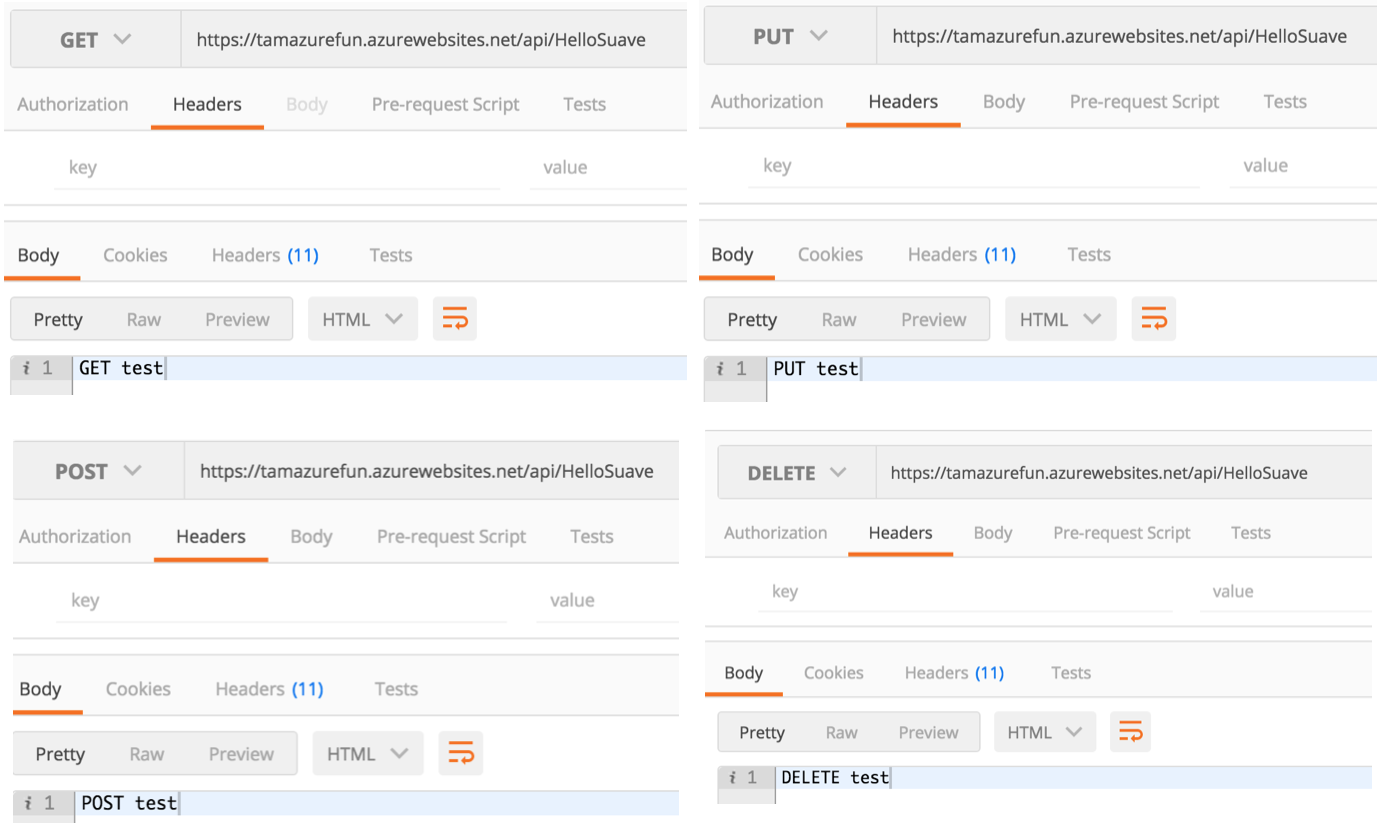 GET https://tamazurefun.azurewebsites.net/api/HelloSuave
Authorization Headers Body Pre-request Script Tests
key value
Body Cookies Headers (11) Tests
Pretty Raw Preview HTML
i 1 GET test
PUT https://tamazurefun.azurewebsites.net/api/HelloSuave
Authorization Headers Body Pre-request Script Tests
key value
Body Cookies Headers (11) Tests
Pretty Raw Preview HTML
i 1 PUT test
POST https://tamazurefun.azurewebsites.net/api/HelloSuave
Authorization Headers Body Pre-request Script Tests
key value
Body Cookies Headers (11) Tests
Pretty Raw Preview HTML
i 1 POST test
DELETE https://tamazurefun.azurewebsites.net/api/HelloSuave
Authorization Headers Body Pre-request Script Tests
key value
Body Cookies Headers (11) Tests
Pretty Raw Preview HTML
i 1 DELETE test